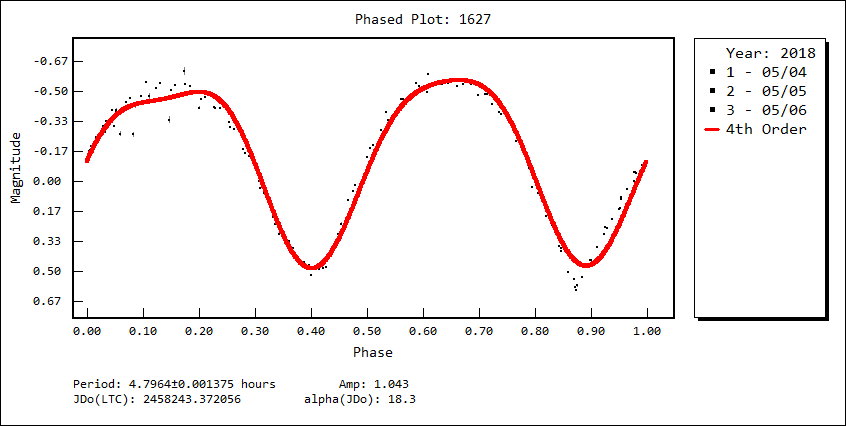 Phased Plot: 1627
Year: 2018
1 - 05/04
2 - 05/05
3 - 05/06
4th Order
Magnitude
-0.67
-0.50
-0.33
-0.17
0.00
0.17
0.33
0.50
0.67
0.00 0.10 0.20 0.30 0.40 0.50 0.60 0.70 0.80 0.90 1.00
Phase
Period: 4.7964±0.001375 hours Amp: 1.043
JDo(LTC): 2458243.372056 alpha(JDo): 18.3